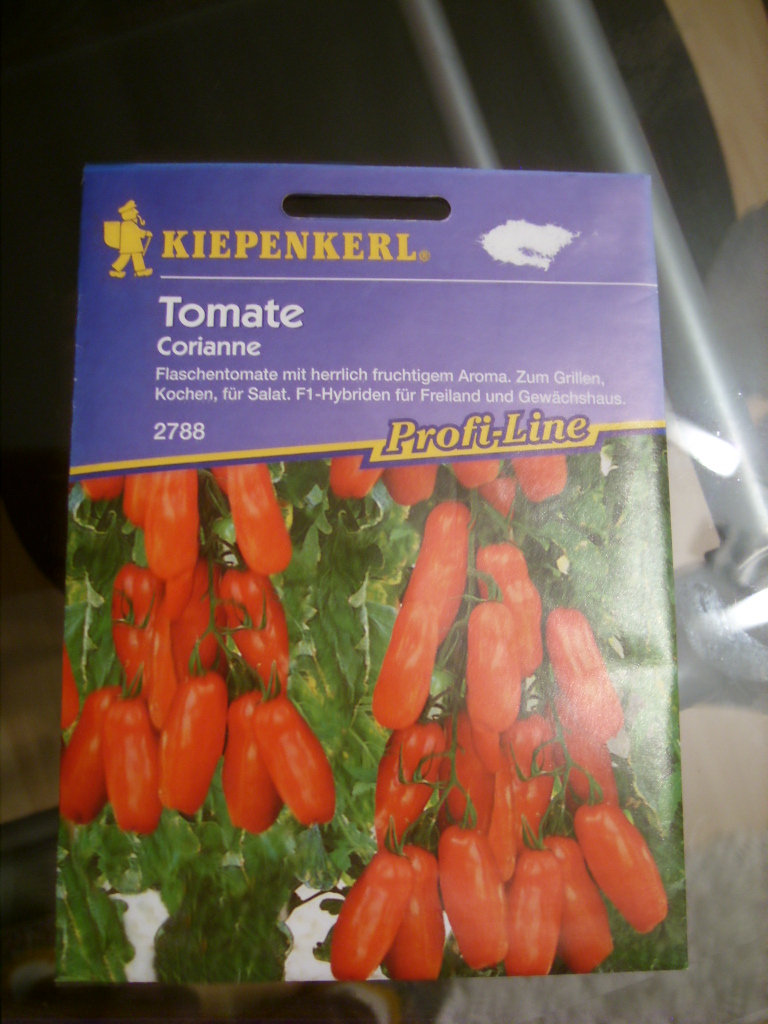 KIEPENKERL®
Tomate
Corianne
Flaschentomate mit herrlich fruchtigem Aroma. Zum Grillen,
Kochen, für Salat. F1-Hybriden für Freiland und Gewächshaus.
2788
Profi-Line